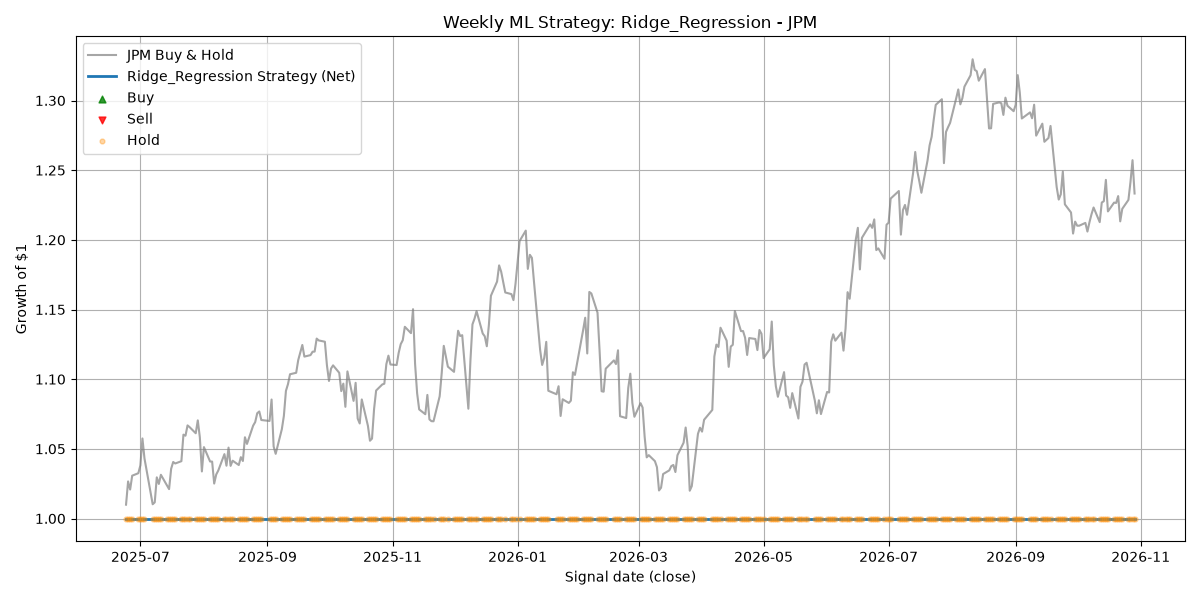 Weekly ML Strategy: Ridge_Regression - JPM
JPM Buy & Hold
Ridge_Regression Strategy (Net)
Buy
Sell
Hold
Growth of $1
1.30
1.25
1.20
1.15
1.10
1.05
1.00
2025-07 2025-09 2025-11 2026-01 2026-03 2026-05 2026-07 2026-09 2026-11
Signal date (close)